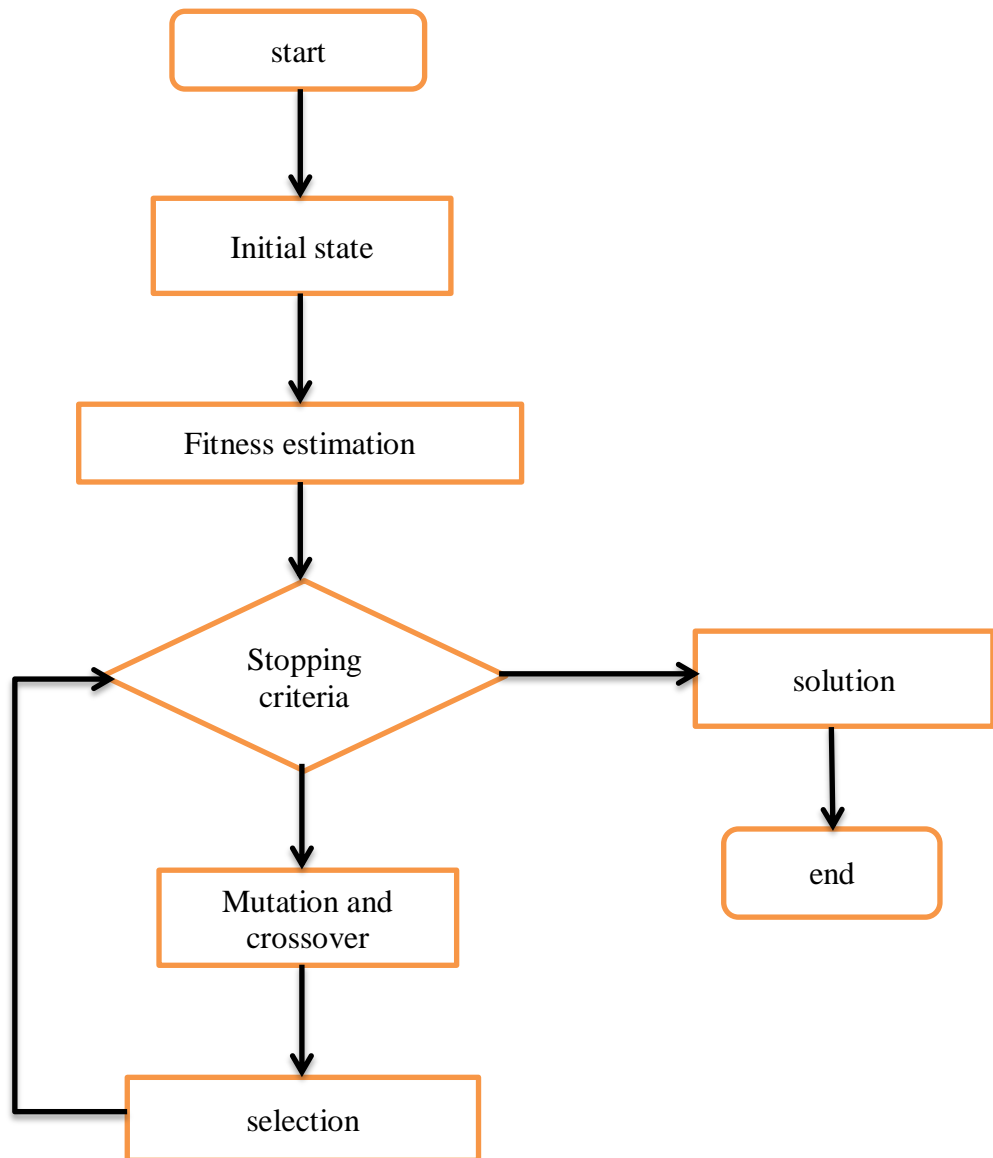 start
Initial state
Fitness estimation
Stopping
criteria
solution
end
Mutation and
crossover
selection